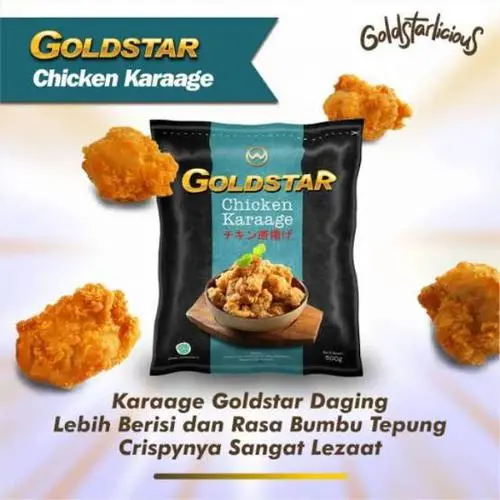 GOLDSTAR
Chicken Karaage
Goldstarlicious
GOLDSTAR
Chicken
Karaage
チキン唐揚げ
500g
Karaage Goldstar Daging
Lebih Berisi dan Rasa Bumbu Tepung
Crispynya Sangat Lezaat